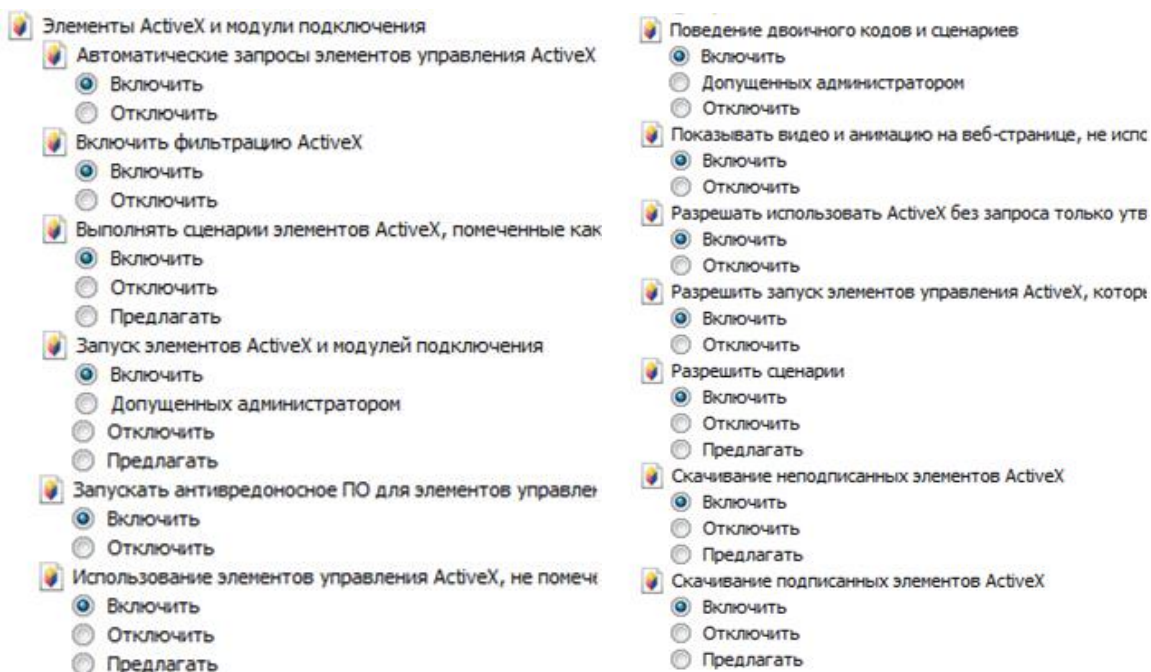 Элементы ActiveX и модули подключения
Автоматические запросы элементов управления ActiveX
Включить
Отключить
Включить фильтрацию ActiveX
Включить
Отключить
Выполнять сценарии элементов ActiveX, помеченные как
Включить
Отключить
Предлагать
Запуск элементов ActiveX и модулей подключения
Включить
Допущенных администратором
Отключить
Предлагать
Запускать антивредоносное ПО для элементов управлен
Включить
Отключить
Использование элементов управления ActiveX, не помече
Включить
Отключить
Предлагать
Поведение двоичного кодов и сценариев
Включить
Допущенных администратором
Отключить
Показывать видео и анимацию на веб-странице, не испо
Включить
Отключить
Разрешать использовать ActiveX без запроса только утв
Включить
Отключить
Разрешить запуск элементов управления ActiveX, которы
Включить
Отключить
Разрешить сценарии
Включить
Отключить
Предлагать
Скачивание неподписанных элементов ActiveX
Включить
Отключить
Предлагать
Скачивание подписанных элементов ActiveX
Включить
Отключить
Предлагать